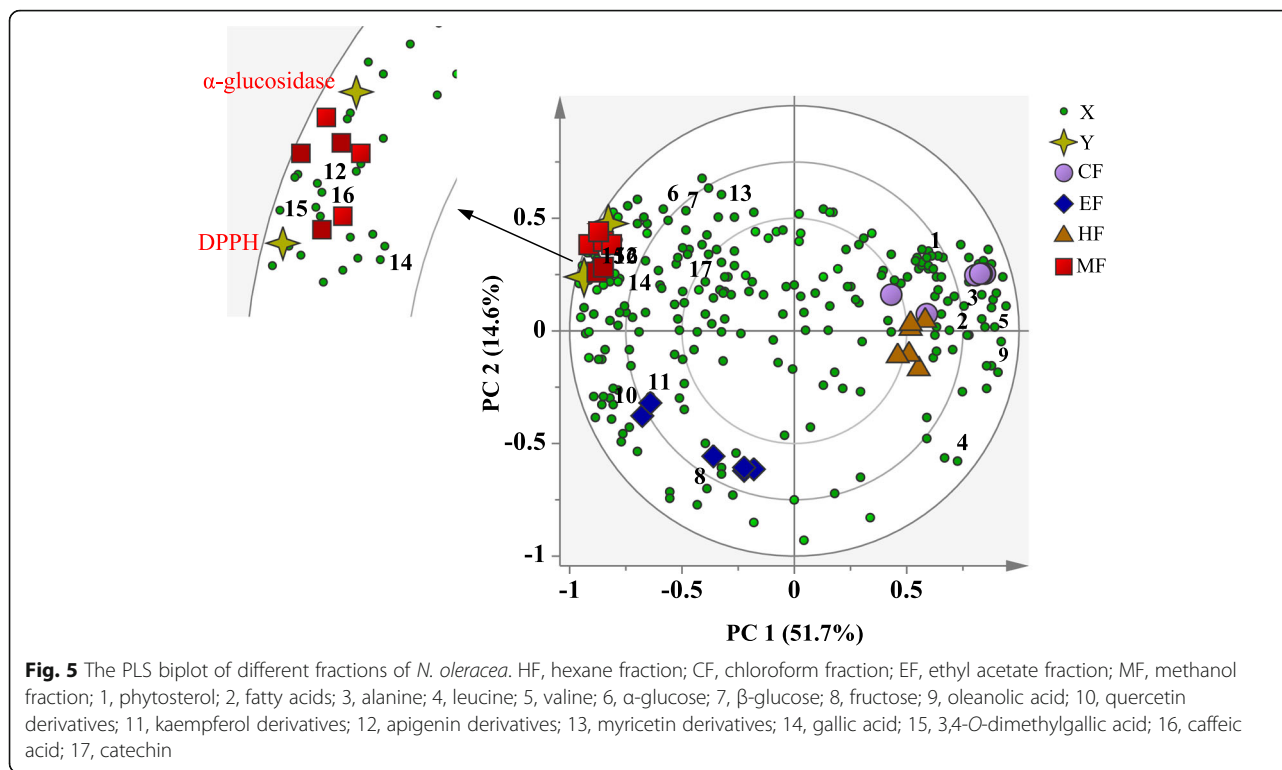 α-glucosidase
12
16
15
DPPH
14
X
Y
CF
EF
HF
MF
6
7
13
1
0.5
17
14
3
2
5
0
9
10
11
-0.5
8
4
-1
-1
-0.5
0
0.5
PC 2 (14.6%)
PC 1 (51.7%)
Fig. 5 The PLS biplot of different fractions of N. oleracea. HF, hexane fraction; CF, chloroform fraction; EF, ethyl acetate fraction; MF, methanol
fraction; 1, phytosterol; 2, fatty acids; 3, alanine; 4, leucine; 5, valine; 6, α-glucose; 7, β-glucose; 8, fructose; 9, oleanolic acid; 10, quercetin
derivatives; 11, kaempferol derivatives; 12, apigenin derivatives; 13, myricetin derivatives; 14, gallic acid; 15, 3,4-O-dimethylgallic acid; 16, caffeic
acid; 17, catechin